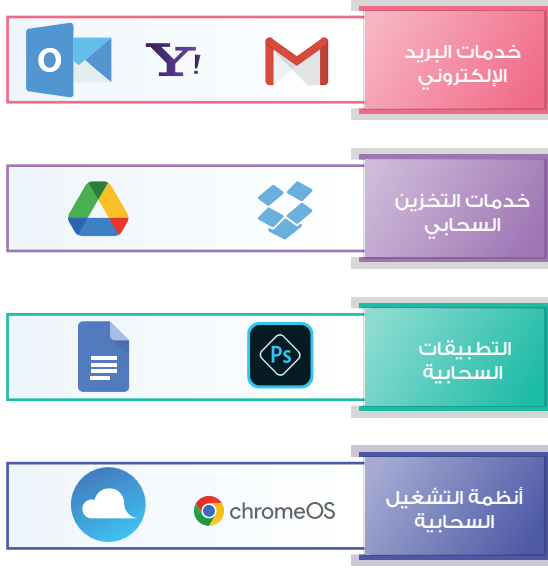 خدمات البريد
الإلكتروني
O
Y!
خدمات التخزين
السحابي
التطبيقات
السحابية
Ps
أنظمة التشغيل
السحابية
chromeOS